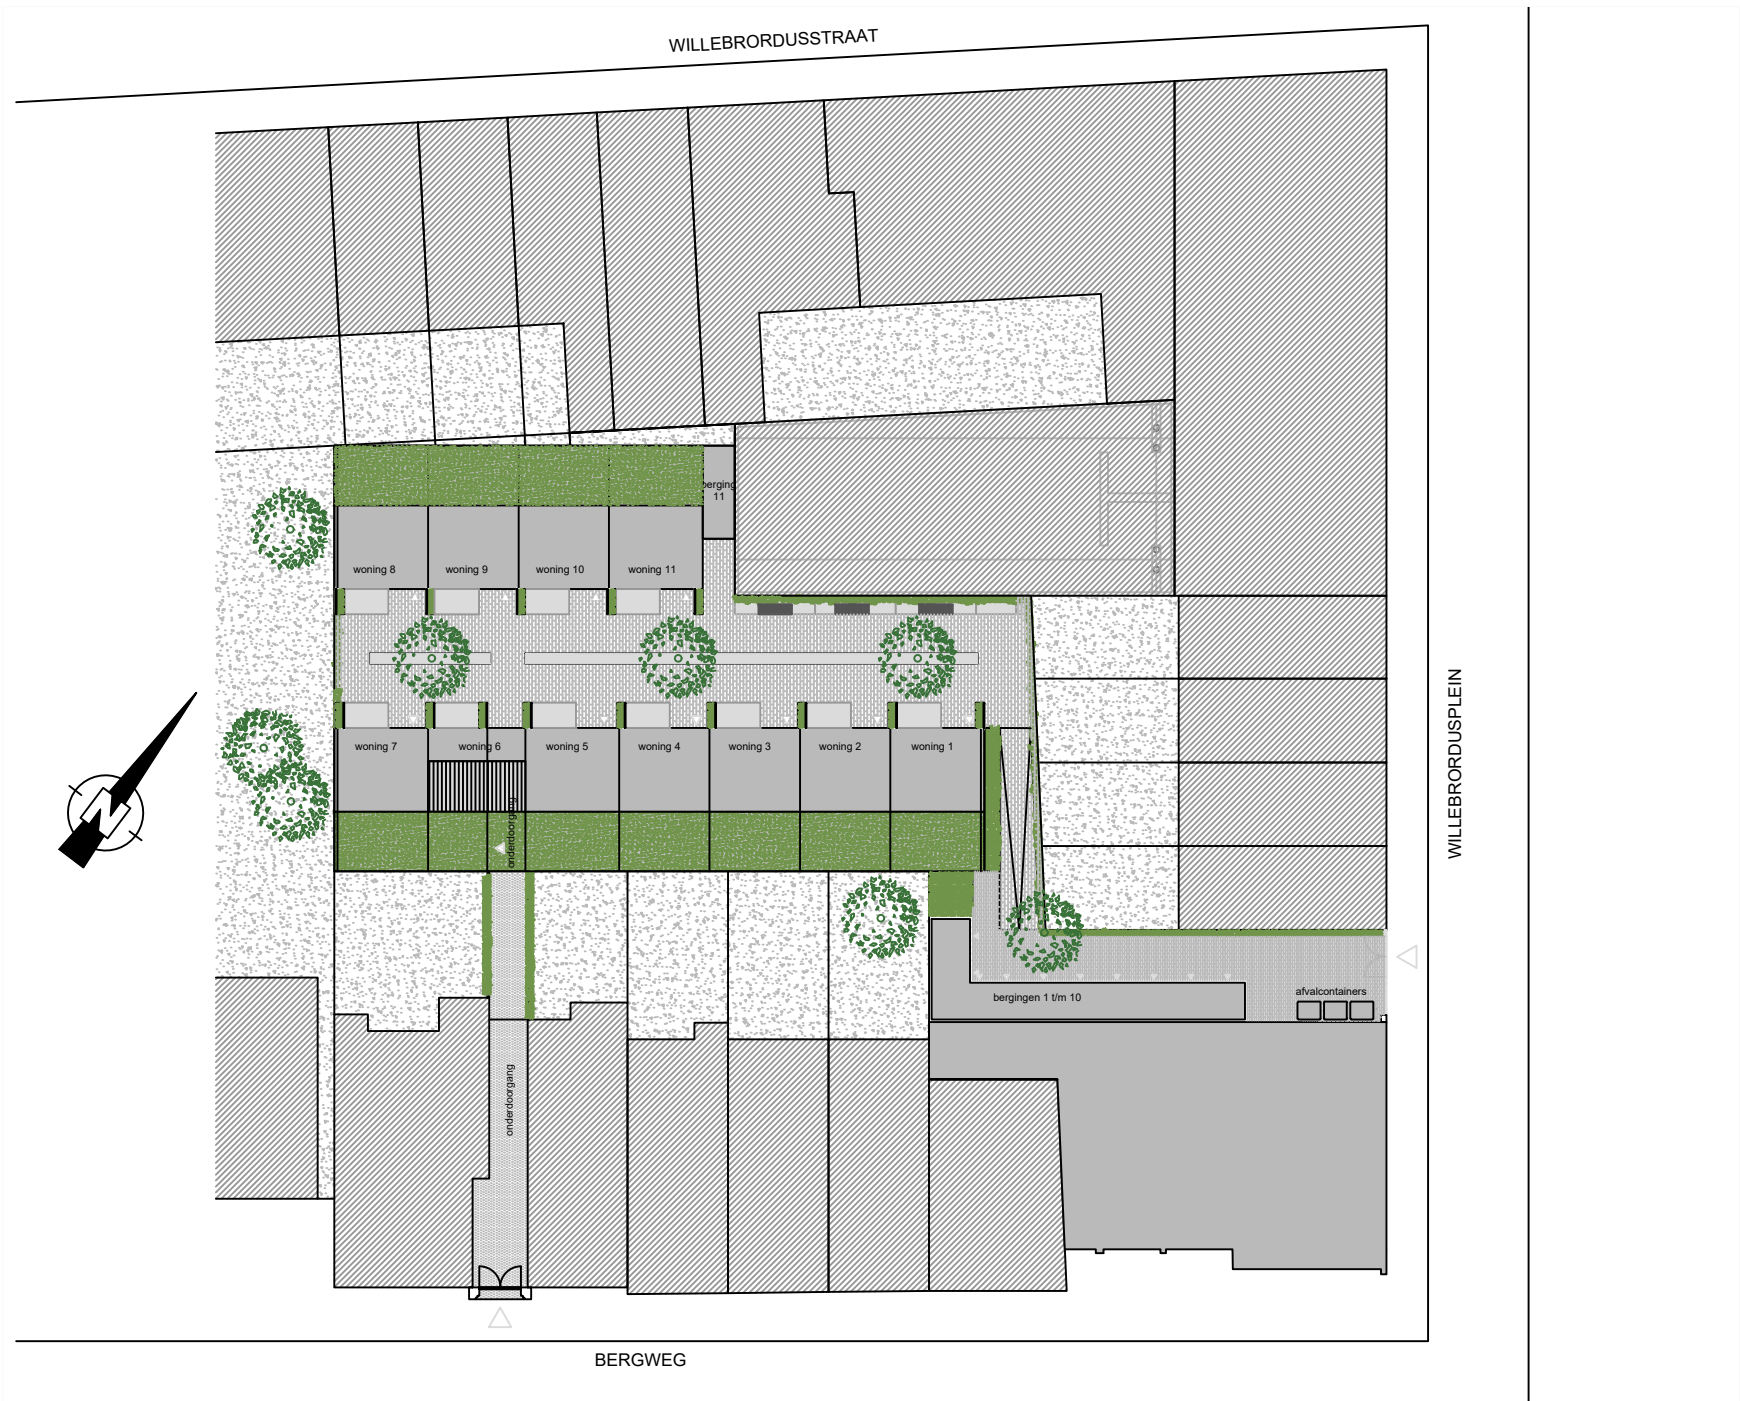 WILLEBRORDUSSTRAAT
berging
11
woning 8
woning 9
woning 10
woning 11
woning 7
woning 6
woning 5
woning 4
woning 3
woning 2
woning 1
onderdoorgang
WILLEBRORDUSPLEIN
bergingen 1 t/m 10
afvalcontainers
onderdoorgang
BERGWEG